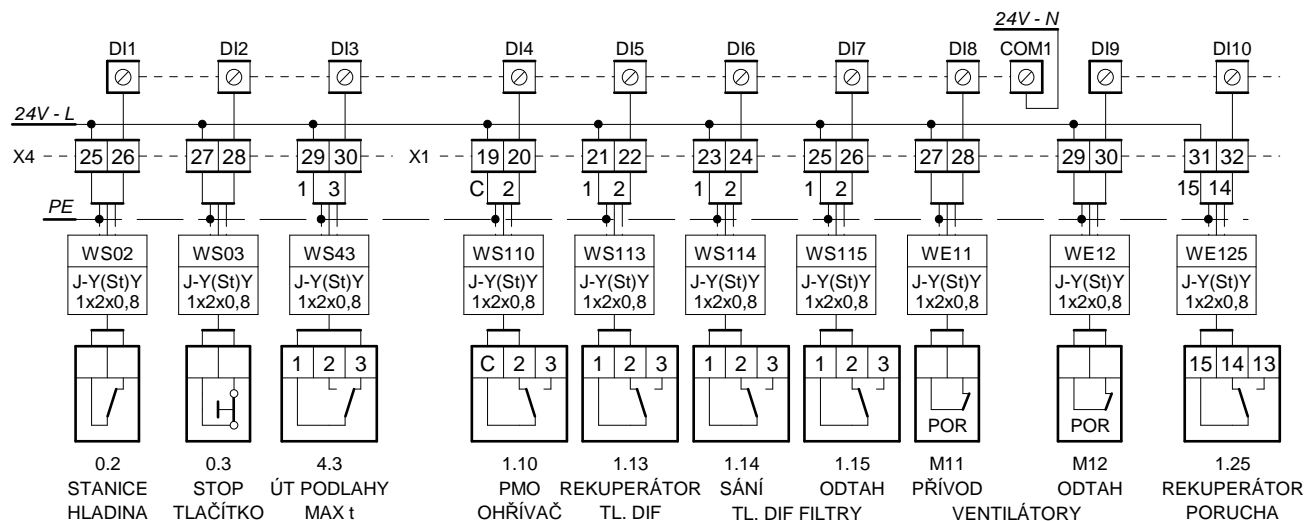 24V - N
DI1 DI2 DI3 DI4 DI5 DI6 DI7 DI8 COM1 DI9 DI10
24V - L
X4 25 26 27 28 29 30 X1 19 20 21 22 23 24 25 26 27 28 29 30 31 32
1 3 C 2 1 2 1 2 1 2 15 14
PE
WS02 WS03 WS43 WS110 WS113 WS114 WS115 WE11 WE12 WE125
J-Y(St)Y J-Y(St)Y J-Y(St)Y J-Y(St)Y J-Y(St)Y J-Y(St)Y J-Y(St)Y J-Y(St)Y J-Y(St)Y J-Y(St)Y
1x2x0,8 1x2x0,8 1x2x0,8 1x2x0,8 1x2x0,8 1x2x0,8 1x2x0,8 1x2x0,8 1x2x0,8 1x2x0,8
1 2 3 C 2 3 1 2 3 1 2 3 1 2 3 15 14 13
POR POR
0.2 0.3 4.3 1.10 1.13 1.14 1.15 M11 M12 1.25
STANICE STOP ÚT PODLAHY PMO REKUPERÁTOR SÁNÍ ODTAH PŘÍVOD ODTAH REKUPERÁTOR
HLADINA TLAČÍTKO MAX t OHŘÍVAČ TL. DIF TL. DIF FILTRY VENTILÁTORY PORUCHA